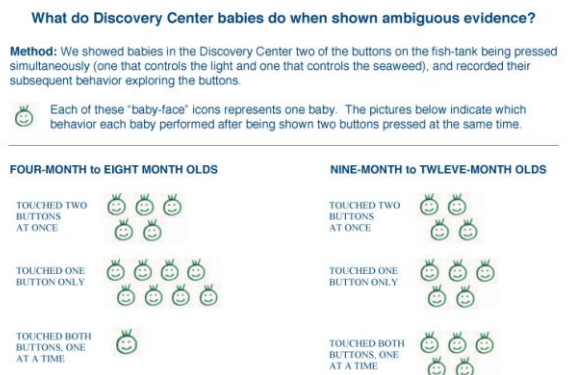 What do Discovery Center babies do when shown ambiguous evidence?
Method: We showed babies in the Discovery Center two of the buttons on the fish-tank being pressed
simultaneously (one that controls the light and one that controls the seaweed), and recorded their
subsequent behavior exploring the buttons.
Each of these "baby-face" icons represents one baby. The pictures below indicate which
behavior each baby performed after being shown two buttons pressed at the same time.
FOUR-MONTH to EIGHT MONTH OLDS
TOUCHED TWO
BUTTONS
AT ONCE
TOUCHED ONE
BUTTON ONLY
TOUCHED BOTH
BUTTONS, ONE
AT A TIME
NINE-MONTH to TWLEVE-MONTH OLDS
TOUCHED TWO
BUTTONS
AT ONCE
TOUCHED ONE
BUTTON ONLY
TOUCHED BOTH
BUTTONS, ONE
AT A TIME